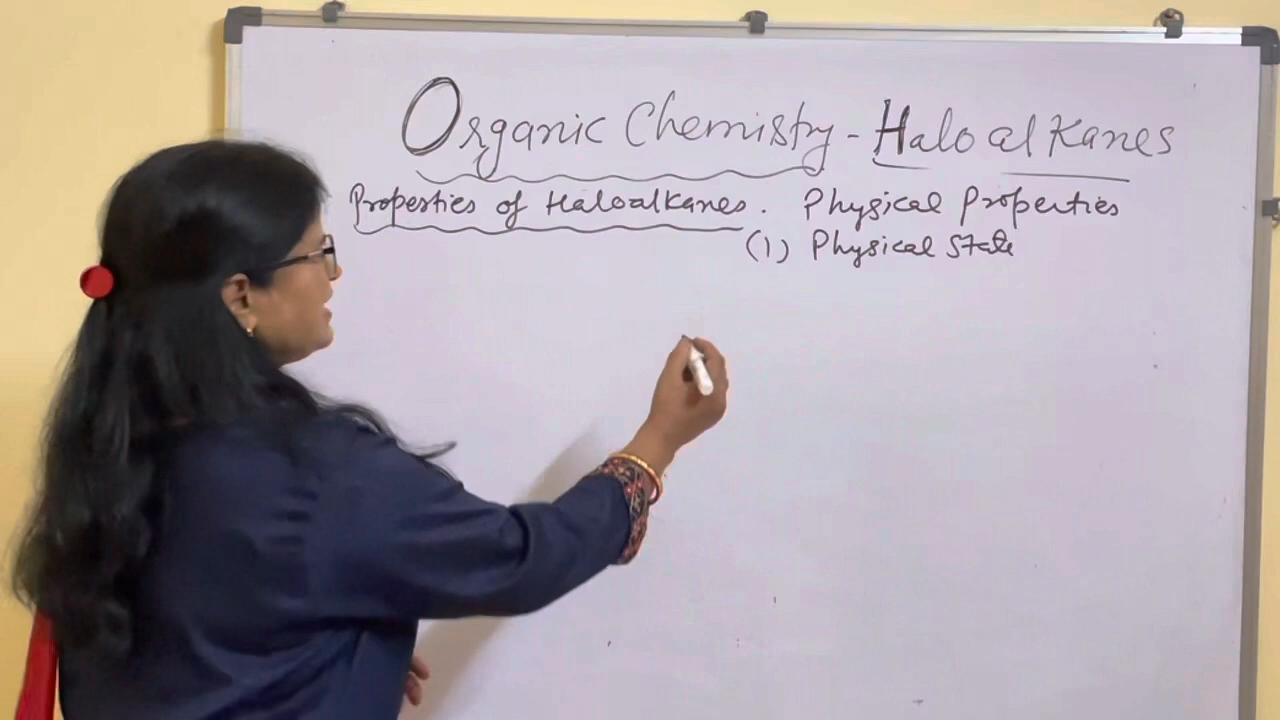 Organic Chemistry - Haloalkanes
Properties of Haloalkanes. Physical Properties
(1) Physical State